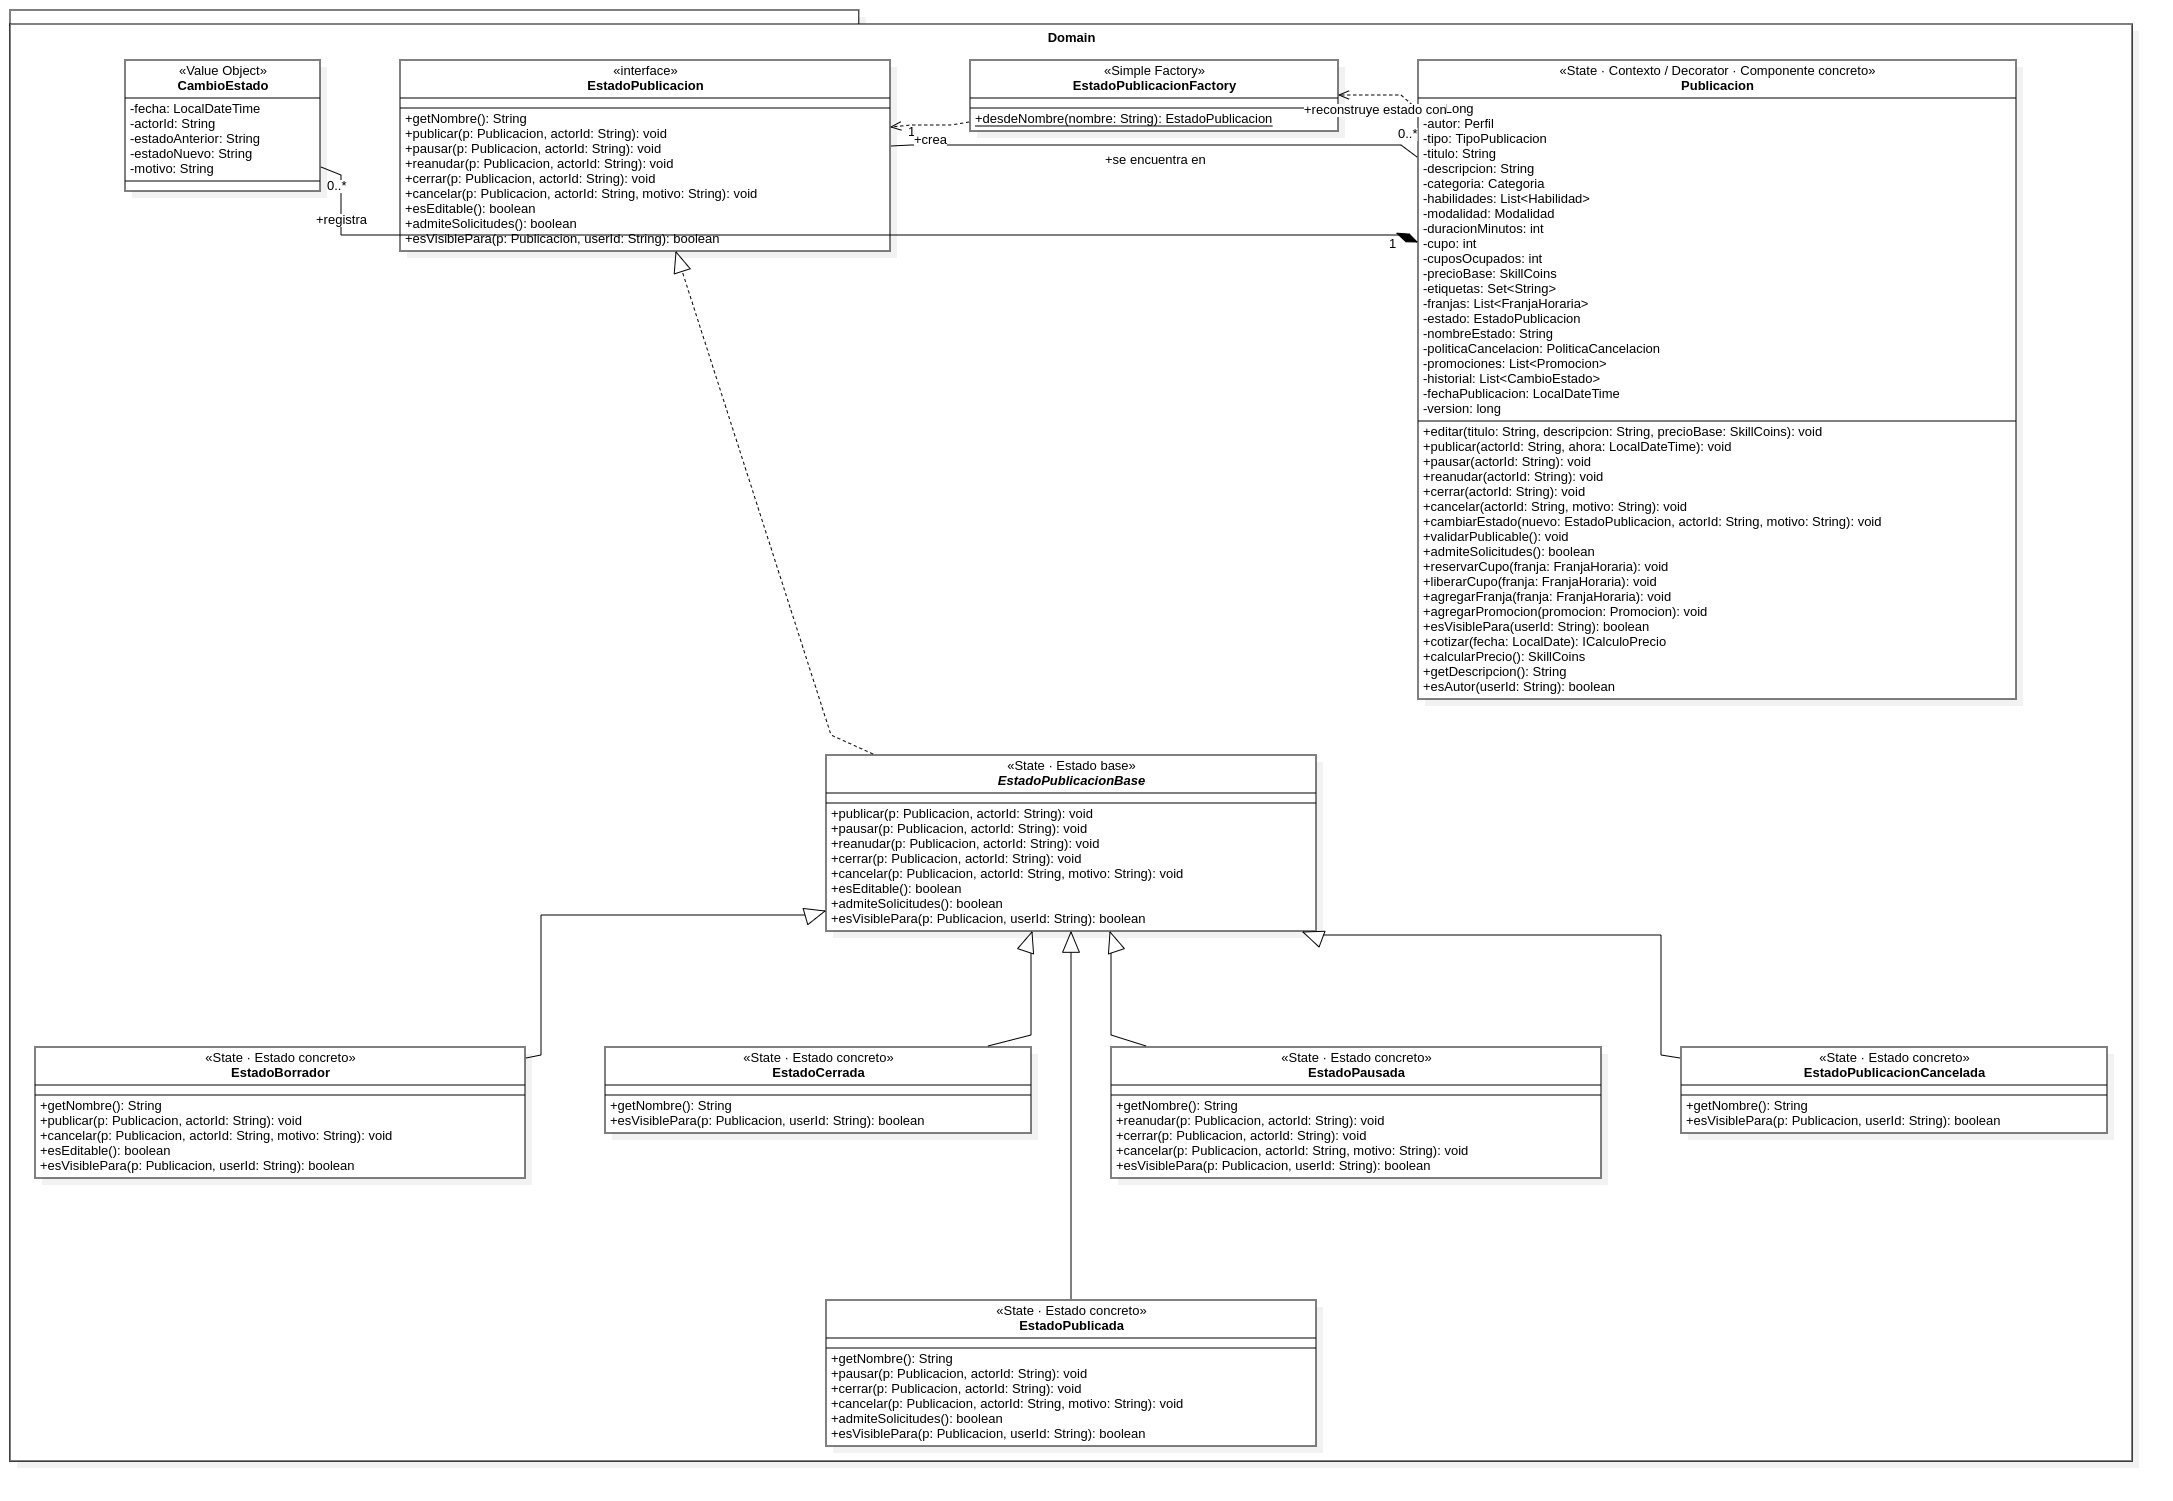 Domain
«Value Object»
CambioEstado
-fecha: LocalDateTime
-actorId: String
-estadoAnterior: String
-estadoNuevo: String
-motivo: String
0..*
+registra
«interface»
EstadoPublicacion
+getNombre(): String
+publicar(p: Publicacion, actorId: String): void
+pausar(p: Publicacion, actorId: String): void
+reanudar(p: Publicacion, actorId: String): void
+cerrar(p: Publicacion, actorId: String): void
+cancelar(p: Publicacion, actorId: String, motivo: String): void
+esEditable(): boolean
+admiteSolicitudes(): boolean
+esVisiblePara(p: Publicacion, userId: String): boolean
«Simple Factory»
EstadoPublicacionFactory
+desdeNombre(nombre: String): EstadoPublicacion
1
+crea
+se encuentra en
+reconstruye estado con
0..*
1
«State · Contexto / Decorator · Componente concreto»
Publicacion
Long
-autor: Perfil
-tipo: TipoPublicacion
-titulo: String
-descripcion: String
-categoria: Categoria
-habilidades: List<Habilidad>
-modalidad: Modalidad
-duracionMinutos: int
-cupo: int
-cuposOcupados: int
-precioBase: SkillCoins
-etiquetas: Set<String>
-franjas: List<FranjaHoraria>
-estado: EstadoPublicacion
-nombreEstado: String
-politicaCancelacion: PoliticaCancelacion
-promociones: List<Promocion>
-historial: List<CambioEstado>
-fechaPublicacion: LocalDateTime
-version: long
+editar(titulo: String, descripcion: String, precioBase: SkillCoins): void
+publicar(actorId: String, ahora: LocalDateTime): void
+pausar(actorId: String): void
+reanudar(actorId: String): void
+cerrar(actorId: String): void
+cancelar(actorId: String, motivo: String): void
+cambiarEstado(nuevo: EstadoPublicacion, actorId: String, motivo: String): void
+validarPublicable(): void
+admiteSolicitudes(): boolean
+reservarCupo(franja: FranjaHoraria): void
+liberarCupo(franja: FranjaHoraria): void
+agregarFranja(franja: FranjaHoraria): void
+agregarPromocion(promocion: Promocion): void
+esVisiblePara(userId: String): boolean
+cotizar(fecha: LocalDate): ICalculoPrecio
+calcularPrecio(): SkillCoins
+getDescripcion(): String
+esAutor(userId: String): boolean
«State · Estado base»
EstadoPublicacionBase
+publicar(p: Publicacion, actorId: String): void
+pausar(p: Publicacion, actorId: String): void
+reanudar(p: Publicacion, actorId: String): void
+cerrar(p: Publicacion, actorId: String): void
+cancelar(p: Publicacion, actorId: String, motivo: String): void
+esEditable(): boolean
+admiteSolicitudes(): boolean
+esVisiblePara(p: Publicacion, userId: String): boolean
«State · Estado concreto»
EstadoBorrador
+getNombre(): String
+publicar(p: Publicacion, actorId: String): void
+cancelar(p: Publicacion, actorId: String, motivo: String): void
+esEditable(): boolean
+esVisiblePara(p: Publicacion, userId: String): boolean
«State · Estado concreto»
EstadoCerrada
+getNombre(): String
+esVisiblePara(p: Publicacion, userId: String): boolean
«State · Estado concreto»
EstadoPausada
+getNombre(): String
+reanudar(p: Publicacion, actorId: String): void
+cerrar(p: Publicacion, actorId: String): void
+cancelar(p: Publicacion, actorId: String, motivo: String): void
+esVisiblePara(p: Publicacion, userId: String): boolean
«State · Estado concreto»
EstadoPublicacionCancelada
+getNombre(): String
+esVisiblePara(p: Publicacion, userId: String): boolean
«State · Estado concreto»
EstadoPublicada
+getNombre(): String
+pausar(p: Publicacion, actorId: String): void
+cerrar(p: Publicacion, actorId: String): void
+cancelar(p: Publicacion, actorId: String, motivo: String): void
+admiteSolicitudes(): boolean
+esVisiblePara(p: Publicacion, userId: String): boolean